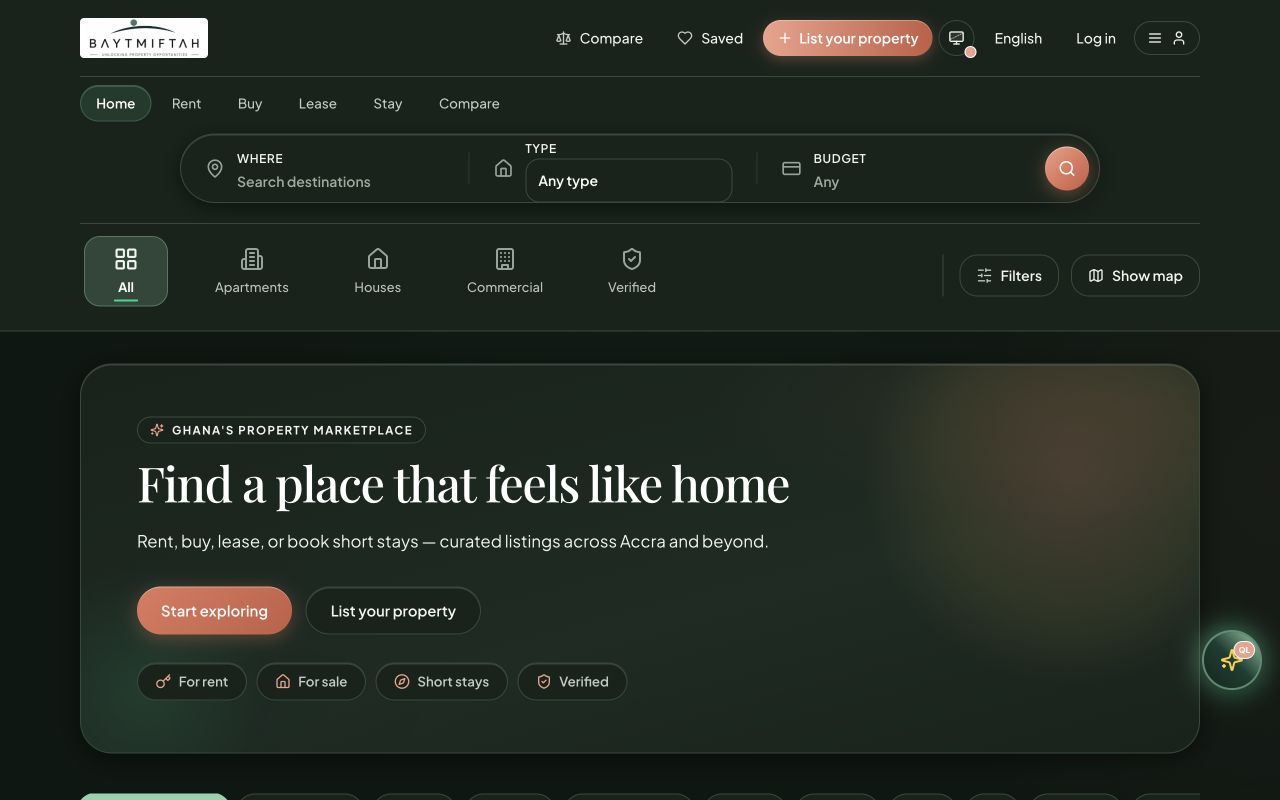 BAYTMIFTAH
UNLOCKING PROPERTY OPPORTUNITIES
Compare
Saved
List your property
English
Log in
Home
Rent
Buy
Lease
Stay
Compare
WHERE
Search destinations
TYPE
Any type
BUDGET
Any
All
Apartments
Houses
Commercial
Verified
Filters
Show map
GHANA'S PROPERTY MARKETPLACE
Find a place that feels like home
Rent, buy, lease, or book short stays — curated listings across Accra and beyond.
Start exploring
List your property
For rent
For sale
Short stays
Verified
QL